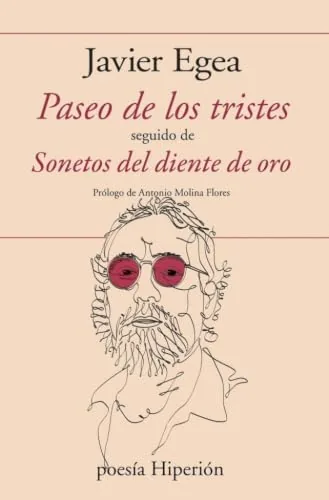 Javier Egea
Paseo de los tristes
seguido de
Sonetos del diente de oro
Prólogo de Antonio Molina Flores
poesía Hiperión